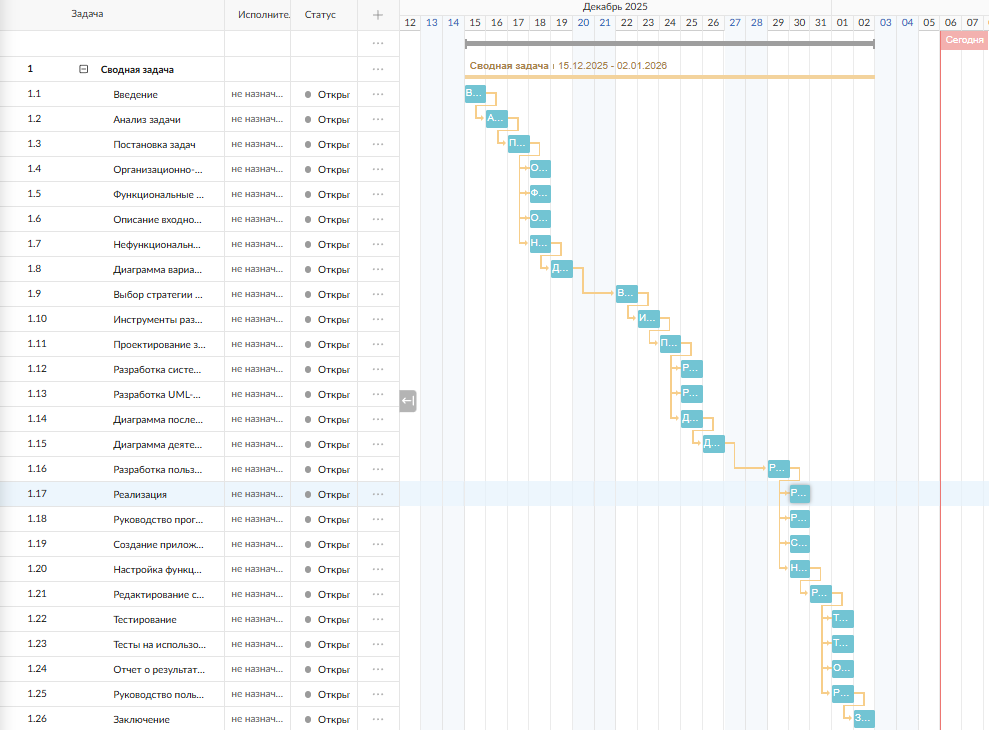 Задача Исполните. Статус + Декабрь 2025
12 13 14 15 16 17 18 19 20 21 22 23 24 25 26 27 28 29 30 31 01 02 03 04 05 06 07
Сегодня
1 Сводная задача Сводная задача 15.12.2025 - 02.01.2026
1.1 Введение не назнач... Откры В...
1.2 Анализ задачи не назнач... Откры А...
1.3 Постановка задач не назнач... Откры П...
1.4 Организационно-... не назнач... Откры О...
1.5 Функциональные ... не назнач... Откры Ф...
1.6 Описание входно... не назнач... Откры О...
1.7 Нефункциональн... не назнач... Откры Н...
1.8 Диаграмма вариа... не назнач... Откры Д...
1.9 Выбор стратегии ... не назнач... Откры В...
1.10 Инструменты раз... не назнач... Откры И...
1.11 Проектирование з... не назнач... Откры П...
1.12 Разработка систе... не назнач... Откры Р...
1.13 Разработка UML-... не назнач... Откры Р...
1.14 Диаграмма после... не назнач... Откры Д...
1.15 Диаграмма деяте... не назнач... Откры Д...
1.16 Разработка польз... не назнач... Откры Р...
1.17 Реализация не назнач... Откры Р...
1.18 Руководство прог... не назнач... Откры Р...
1.19 Создание прилож... не назнач... Откры С...
1.20 Настройка функц... не назнач... Откры Н...
1.21 Редактирование с... не назнач... Откры Р...
1.22 Тестирование не назнач... Откры Т...
1.23 Тесты на использо... не назнач... Откры Т...
1.24 Отчет о результат... не назнач... Откры О...
1.25 Руководство поль... не назнач... Откры Р...
1.26 Заключение не назнач... Откры З...